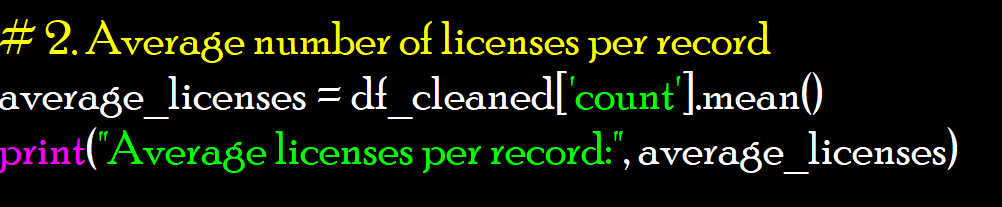 # 2. Average number of licenses per record
average_licenses = df_cleaned['count'].mean()
print("Average licenses per record:", average_licenses)